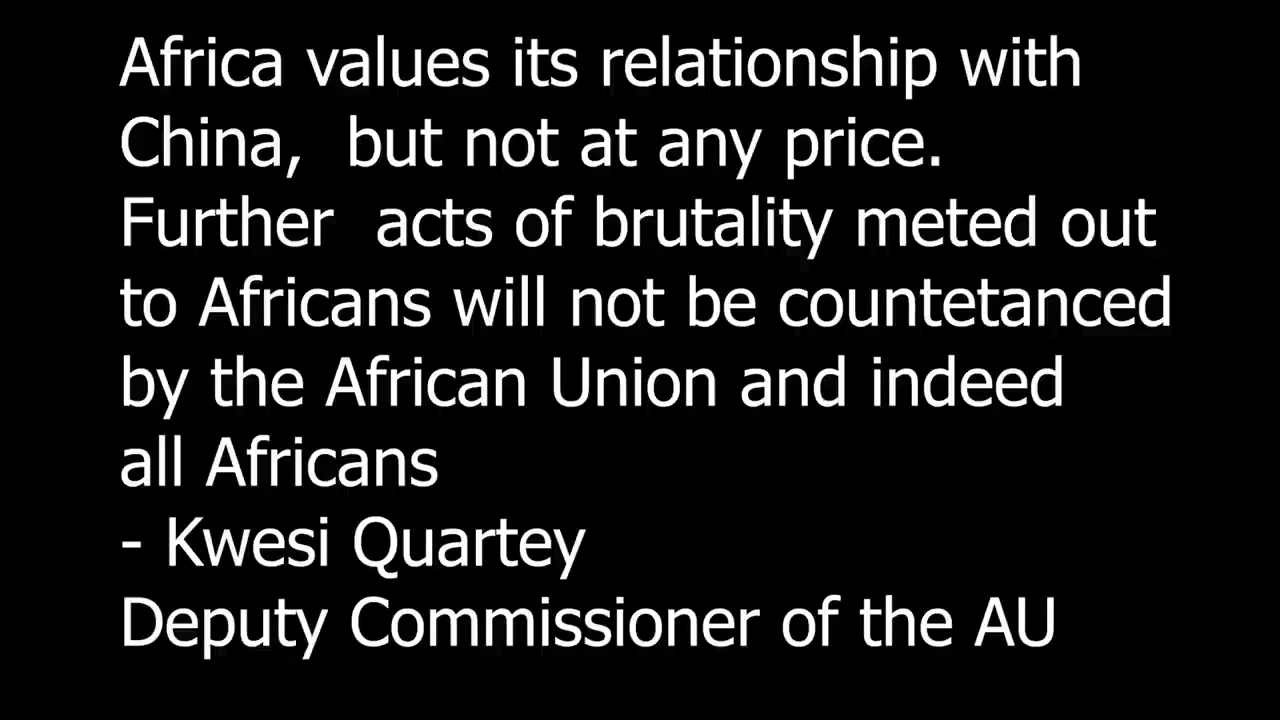 Africa values its relationship with
China,  but not at any price.
Further  acts of brutality meted out
to Africans will not be countetanced
by the African Union and indeed
all Africans
- Kwesi Quartey
Deputy Commissioner of the AU